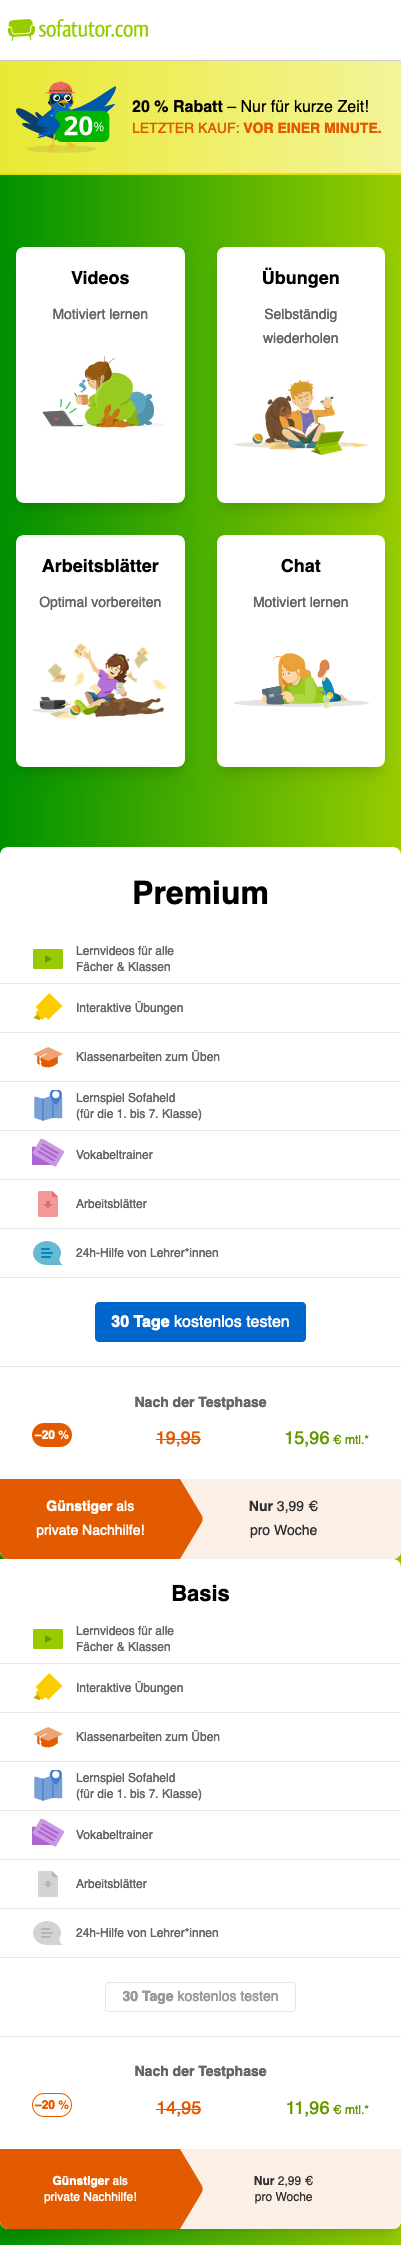 sofatutor.com
20 % Rabatt – Nur für kurze Zeit!
LETZTER KAUF: VOR EINER MINUTE.
20%
Videos
Motiviert lernen
Übungen
Selbständig
wiederholen
Arbeitsblätter
Optimal vorbereiten
Chat
Motiviert lernen
Premium
Lernvideos für alle
Fächer & Klassen
Interaktive Übungen
Klassenarbeiten zum Üben
Lernspiel Sofaheld
(für die 1. bis 7. Klasse)
Vokabeltrainer
Arbeitsblätter
24h-Hilfe von Lehrer*innen
30 Tage kostenlos testen
Nach der Testphase
–20 % 19,95 15,96 € mtl.*
Günstiger als
private Nachhilfe!
Nur 3,99 €
pro Woche
Basis
Lernvideos für alle
Fächer & Klassen
Interaktive Übungen
Klassenarbeiten zum Üben
Lernspiel Sofaheld
(für die 1. bis 7. Klasse)
Vokabeltrainer
Arbeitsblätter
24h-Hilfe von Lehrer*innen
30 Tage kostenlos testen
Nach der Testphase
–20 % 14,95 11,96 € mtl.*
Günstiger als
private Nachhilfe!
Nur 2,99 €
pro Woche